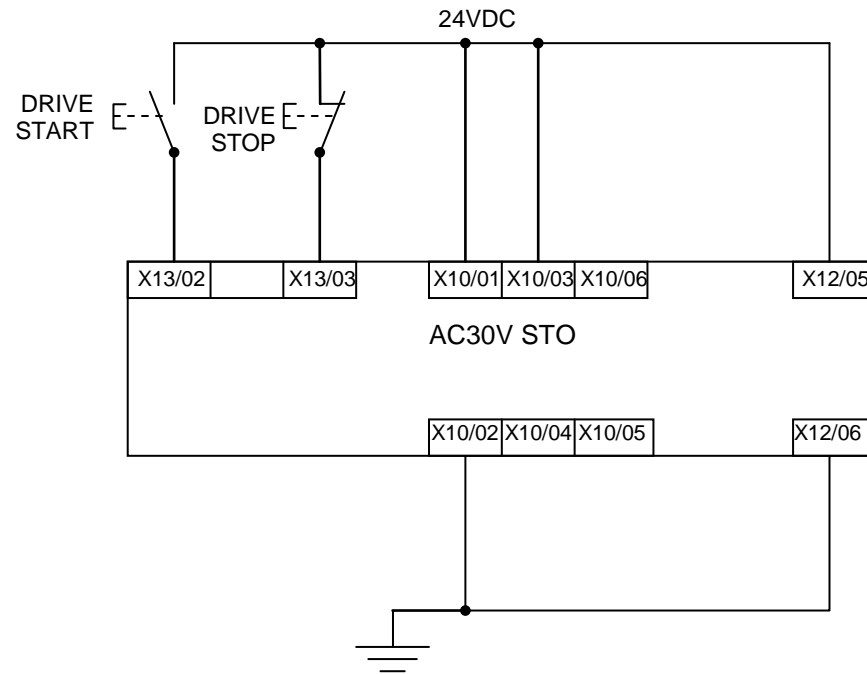 24VDC
DRIVE
START
DRIVE
STOP
X13/02
X13/03
X10/01
X10/03
X10/06
X12/05
AC30V STO
X10/02
X10/04
X10/05
X12/06